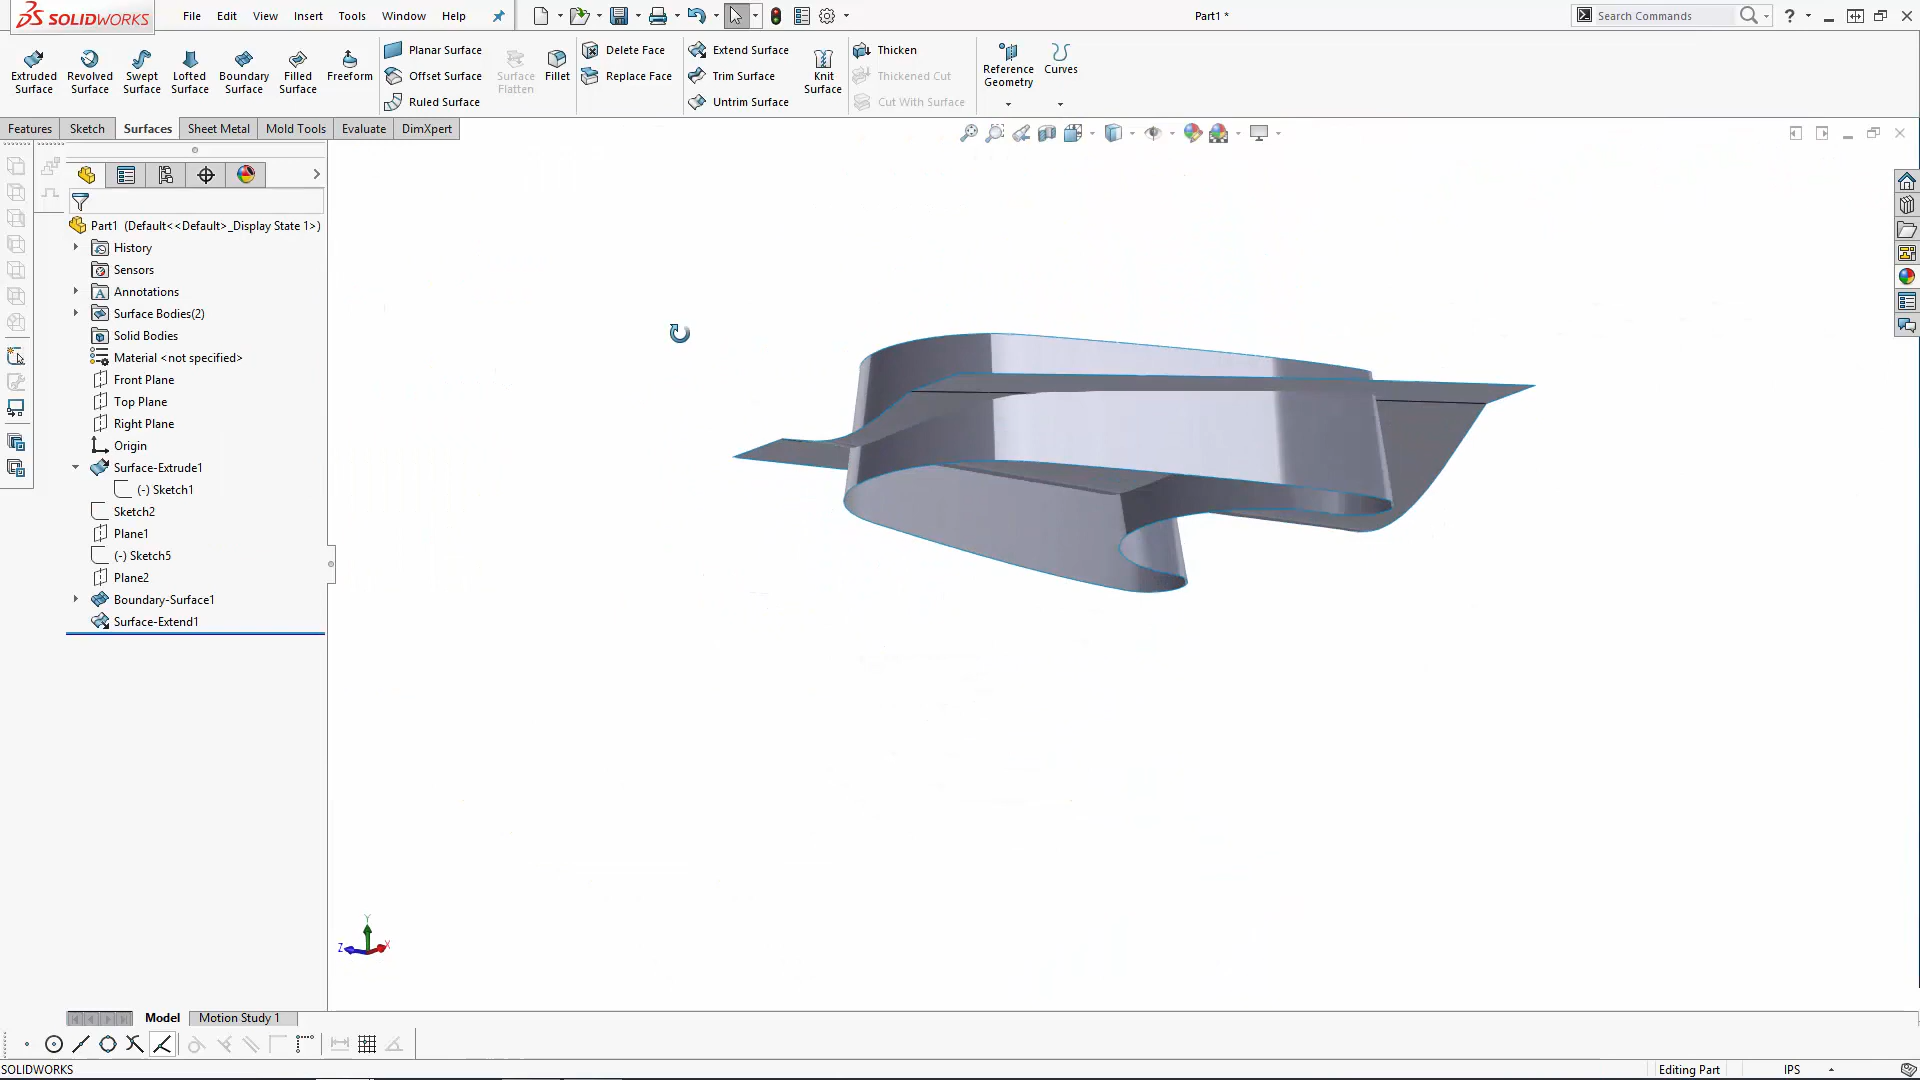 SOLIDWORKS
File Edit View Insert Tools Window Help
Part1 *
Search Commands
Extruded Surface
Revolved Surface
Swept Surface
Lofted Surface
Boundary Surface
Filled Surface
Freeform
Planar Surface
Offset Surface
Ruled Surface
Surface Flatten
Fillet
Delete Face
Replace Face
Extend Surface
Trim Surface
Untrim Surface
Knit Surface
Thicken
Thickened Cut
Cut With Surface
Reference Geometry
Curves
Features Sketch Surfaces Sheet Metal Mold Tools Evaluate DimXpert
Part1 (Default<<Default>_Display State 1>)
History
Sensors
Annotations
Surface Bodies(2)
Solid Bodies
Material <not specified>
Front Plane
Top Plane
Right Plane
Origin
Surface-Extrude1
(-) Sketch1
Sketch2
Plane1
(-) Sketch5
Plane2
Boundary-Surface1
Surface-Extend1
Y
Z
X
Model Motion Study 1
SOLIDWORKS
Editing Part
IPS